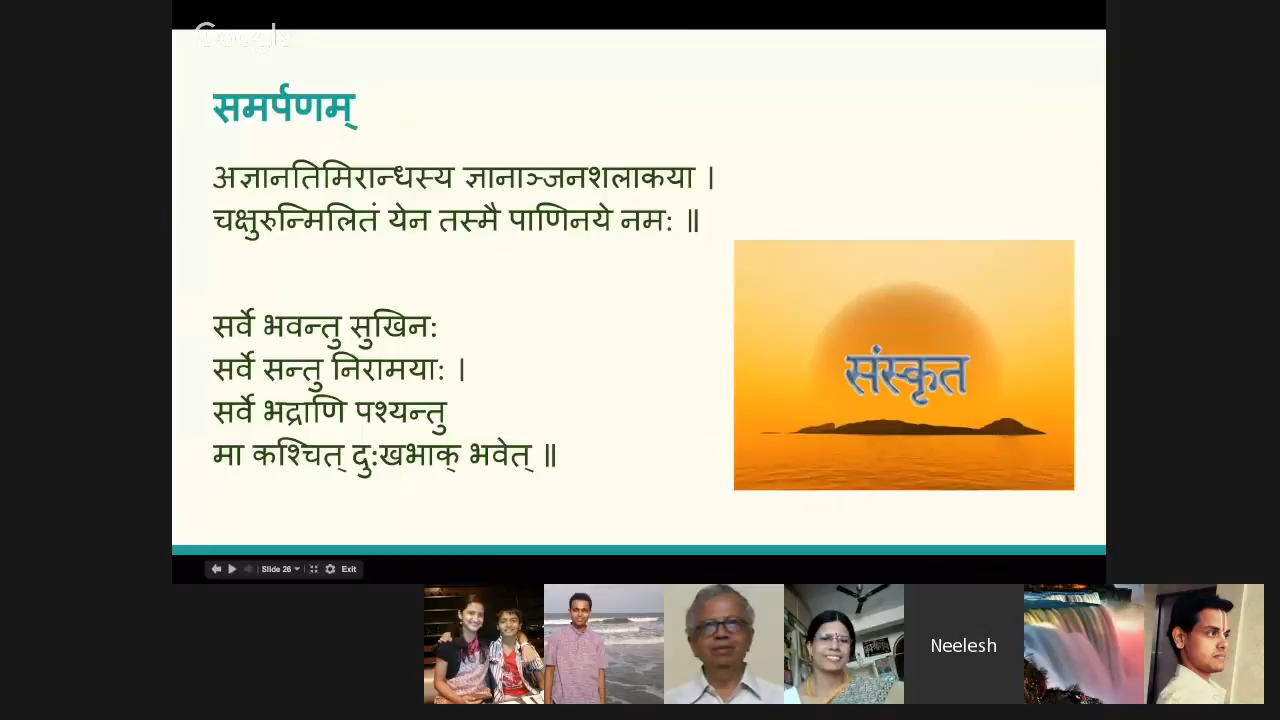 Google
समर्पणम्
अज्ञानतिमिरान्धस्य ज्ञानाञ्जनशलाकया ।
चक्षुरुन्मिलितं येन तस्मै पाणिनये नमः ॥
सर्वे भवन्तु सुखिनः
सर्वे सन्तु निरामयाः ।
सर्वे भद्राणि पश्यन्तु
मा कश्चित् दुःखभाक् भवेत् ॥
संस्कृत
Slide 26
Exit
Neelesh